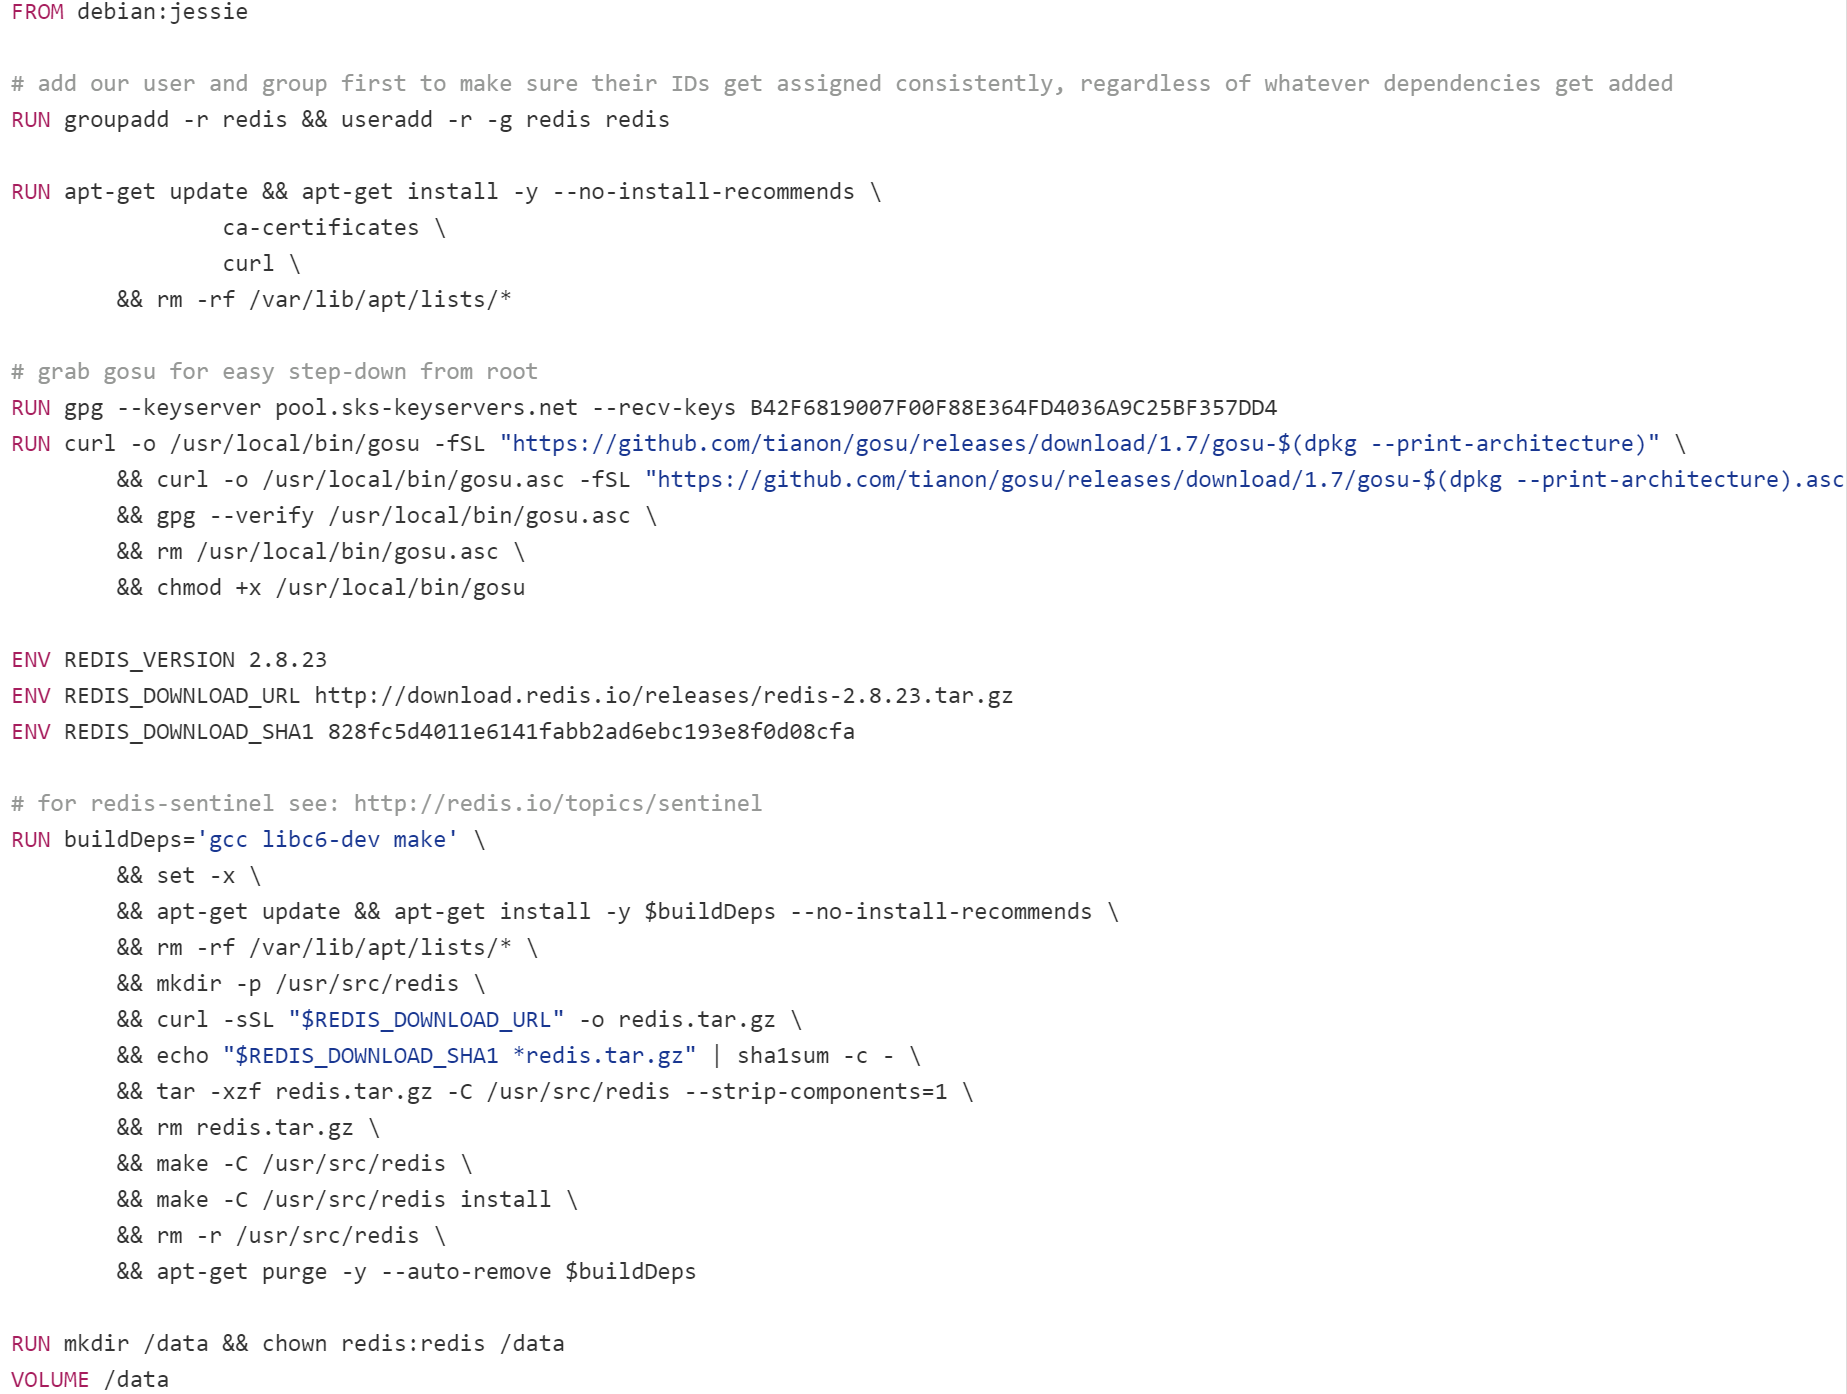 FROM debian:jessie
# add our user and group first to make sure their IDs get assigned consistently, regardless of whatever dependencies get added
RUN groupadd -r redis && useradd -r -g redis redis
RUN apt-get update && apt-get install -y --no-install-recommends \
ca-certificates \
curl \
&& rm -rf /var/lib/apt/lists/*
# grab gosu for easy step-down from root
RUN gpg --keyserver pool.sks-keyservers.net --recv-keys B42F6819007F00F88E364FD4036A9C25BF357DD4
RUN curl -o /usr/local/bin/gosu -fSL "https://github.com/tianon/gosu/releases/download/1.7/gosu-$(dpkg --print-architecture)" \
&& curl -o /usr/local/bin/gosu.asc -fSL "https://github.com/tianon/gosu/releases/download/1.7/gosu-$(dpkg --print-architecture).asc
&& gpg --verify /usr/local/bin/gosu.asc \
&& rm /usr/local/bin/gosu.asc \
&& chmod +x /usr/local/bin/gosu
ENV REDIS_VERSION 2.8.23
ENV REDIS_DOWNLOAD_URL http://download.redis.io/releases/redis-2.8.23.tar.gz
ENV REDIS_DOWNLOAD_SHA1 828fc5d4011e6141fabb2ad6ebc193e8f0d08cfa
# for redis-sentinel see: http://redis.io/topics/sentinel
RUN buildDeps='gcc libc6-dev make' \
&& set -x \
&& apt-get update && apt-get install -y $buildDeps --no-install-recommends \
&& rm -rf /var/lib/apt/lists/* \
&& mkdir -p /usr/src/redis \
&& curl -sSL "$REDIS_DOWNLOAD_URL" -o redis.tar.gz \
&& echo "$REDIS_DOWNLOAD_SHA1 *redis.tar.gz" | sha1sum -c - \
&& tar -xzf redis.tar.gz -C /usr/src/redis --strip-components=1 \
&& rm redis.tar.gz \
&& make -C /usr/src/redis \
&& make -C /usr/src/redis install \
&& rm -r /usr/src/redis \
&& apt-get purge -y --auto-remove $buildDeps
RUN mkdir /data && chown redis:redis /data
VOLUME /data